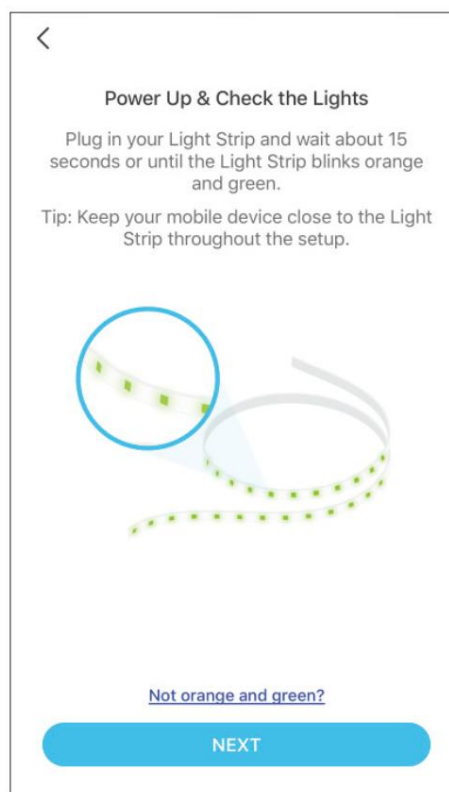 Power Up & Check the Lights
Plug in your Light Strip and wait about 15
seconds or until the Light Strip blinks orange
and green.
Tip: Keep your mobile device close to the Light
Strip throughout the setup.
Not orange and green?
NEXT